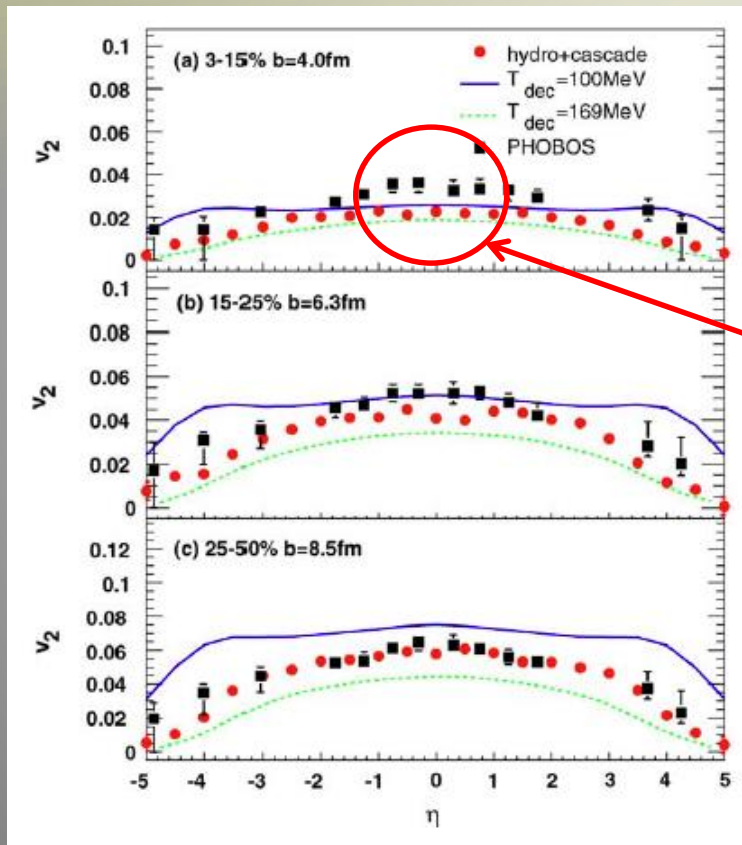 0.1
(a) 3-15% b=4.0fm
hydro+cascade
0.08
T dec =100MeV
0.06
T dec =169MeV
v2
PHOBOS
0.04
0.02
0
0.1
(b) 15-25% b=6.3fm
0.08
0.06
v2
0.04
0.02
0
0.12
(c) 25-50% b=8.5fm
0.1
0.08
v2
0.06
0.04
0.02
0
-5 -4 -3 -2 -1 0 1 2 3 4 5
η